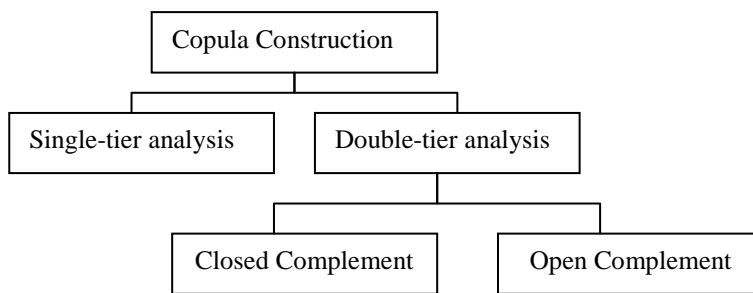 Copula Construction
Single-tier analysis
Double-tier analysis
Closed Complement
Open Complement